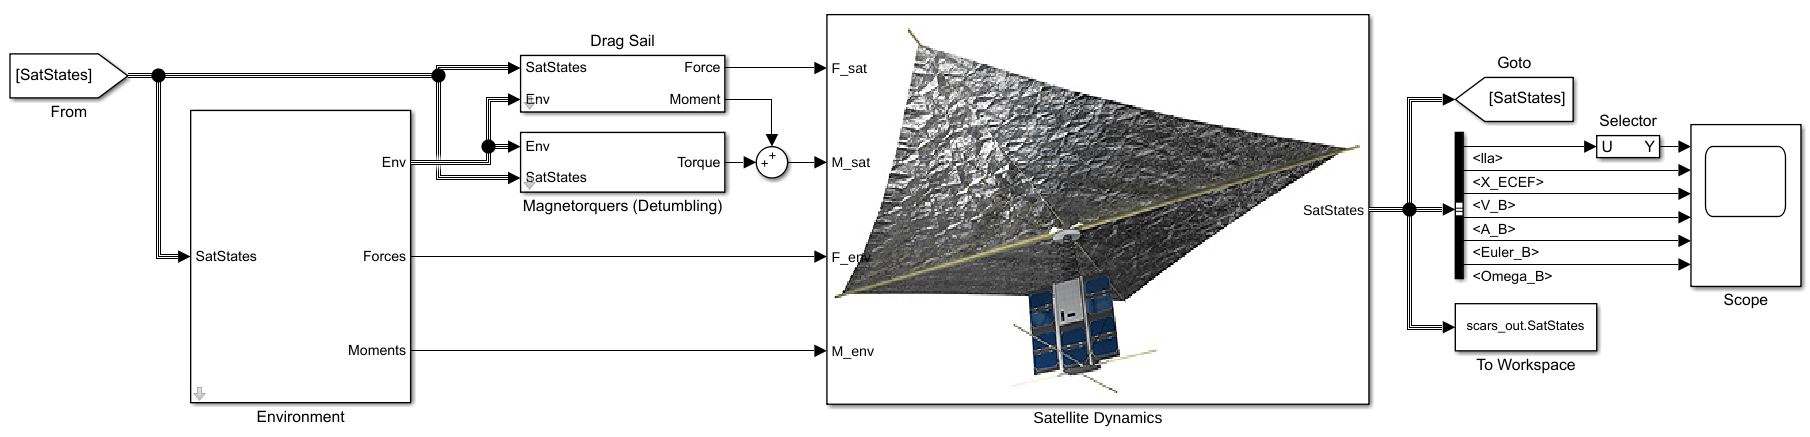 [SatStates]
From
SatStates
Env
Forces
Moments
Environment
Drag Sail
SatStates
Force
Env
Moment
Env
Torque
SatStates
Magnetorquers (Detumbling)
++
F_sat
M_sat
F_env
M_env
SatStates
Satellite Dynamics
Goto
[SatStates]
<lla>
<X_ECEF>
<V_B>
<A_B>
<Euler_B>
<Omega_B>
Selector
U Y
Scope
scars_out.SatStates
To Workspace